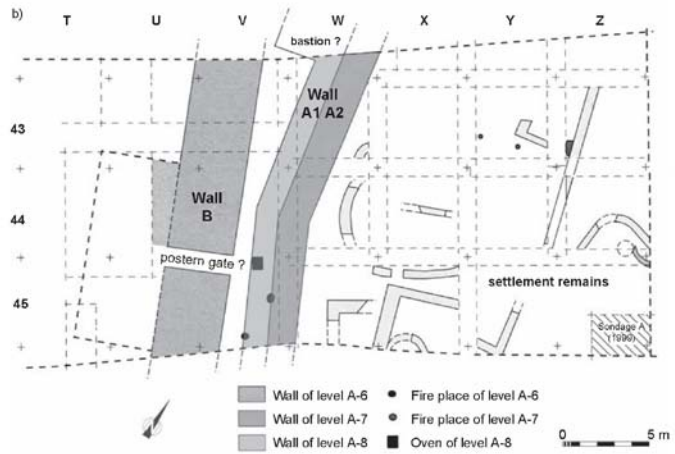 b)
T U V W X Y Z
bastion ?
Wall
A1 A2
43
Wall
B
44
postern gate ?
settlement remains
45
Sondage A
(1999)
Wall of level A-6
Fire place of level A-6
Wall of level A-7
Fire place of level A-7
Wall of level A-8
Oven of level A-8
0 5 m